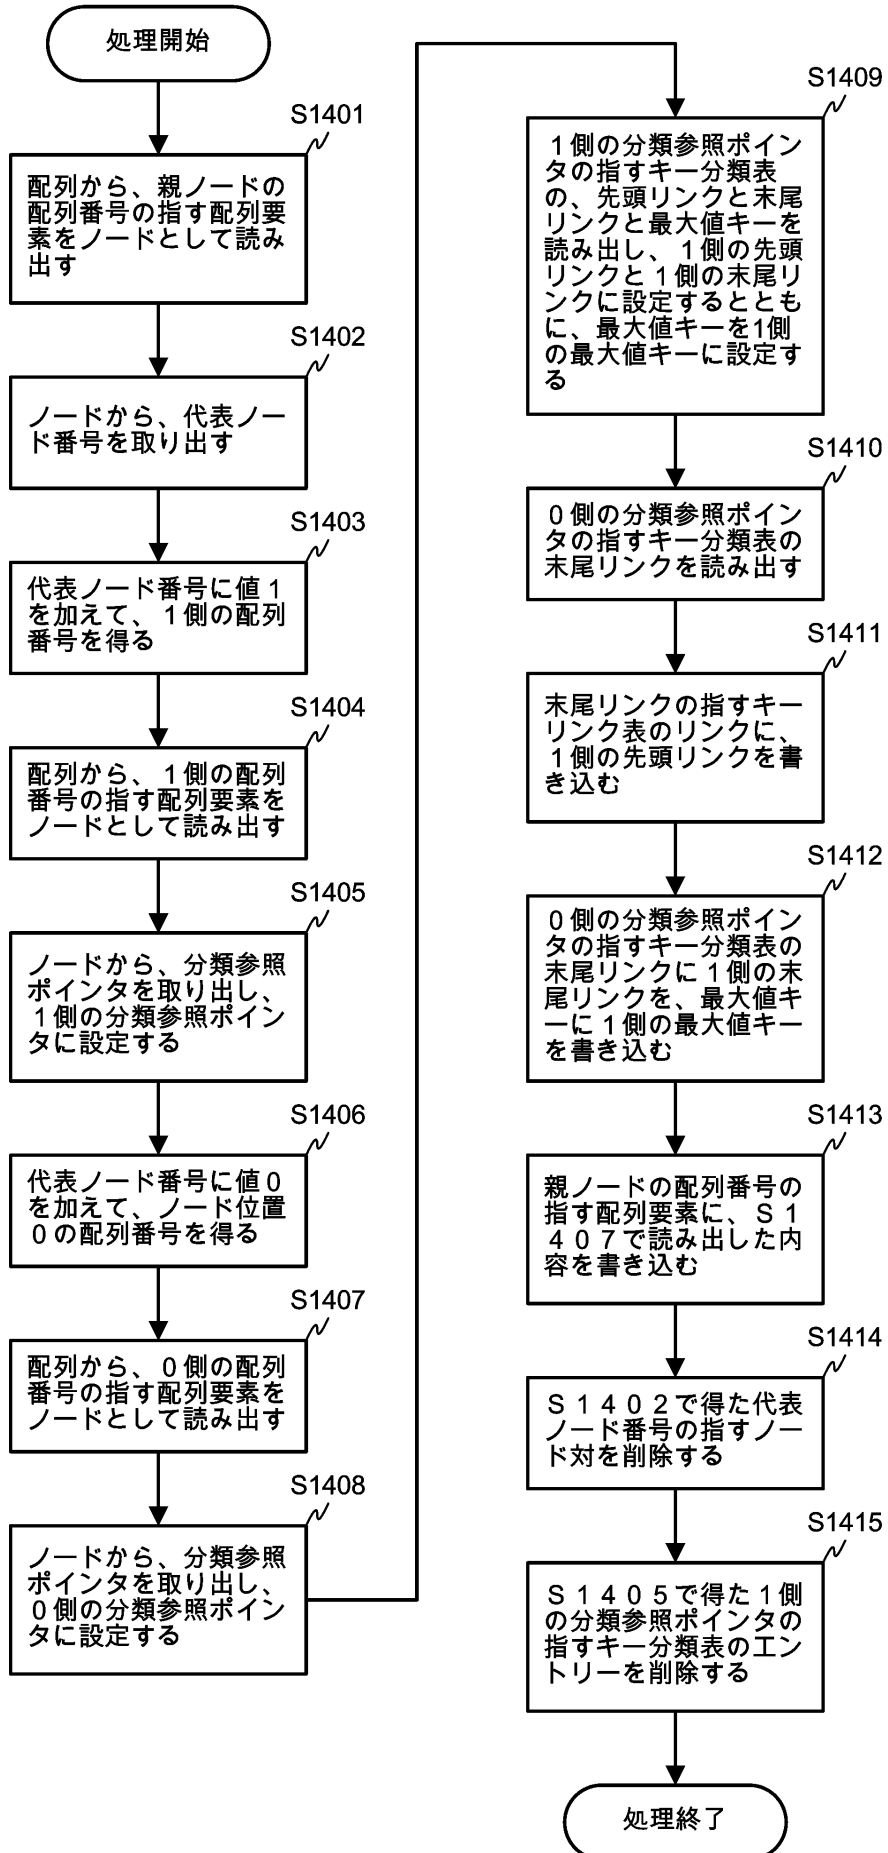 処理開始
S1401
配列から、親ノードの
配列番号の指す配列要
素をノードとして読み
出す
S1402
ノードから、代表ノー
ド番号を取り出す
S1403
代表ノード番号に値１
を加えて、１側の配列
番号を得る
S1404
配列から、１側の配列
番号の指す配列要素を
ノードとして読み出す
S1405
ノードから、分類参照
ポインタを取り出し、
１側の分類参照ポイン
タに設定する
S1406
代表ノード番号に値０
を加えて、ノード位置
０の配列番号を得る
S1407
配列から、０側の配列
番号の指す配列要素を
ノードとして読み出す
S1408
ノードから、分類参照
ポインタを取り出し、
０側の分類参照ポイン
タに設定する
S1409
１側の分類参照ポイン
タの指すキー分類表
の、先頭リンクと末尾
リンクと最大値キーを
読み出し、１側の先頭
リンクと１側の末尾リ
ンクに設定するととも
に、最大値キーを1側
の最大値キーに設定す
る
S1410
０側の分類参照ポイン
タの指すキー分類表の
末尾リンクを読み出す
S1411
末尾リンクの指すキー
リンク表のリンクに、
１側の先頭リンクを書
き込む
S1412
０側の分類参照ポイン
タの指すキー分類表の
末尾リンクに１側の末
尾リンクを、最大値キ
ーに１側の最大値キー
を書き込む
S1413
親ノードの配列番号の
指す配列要素に、Ｓ１
４０７で読み出した内
容を書き込む
S1414
Ｓ１４０２で得た代表
ノード番号の指すノー
ド対を削除する
S1415
Ｓ１４０５で得た１側
の分類参照ポインタの
指すキー分類表のエン
トリーを削除する
処理終了